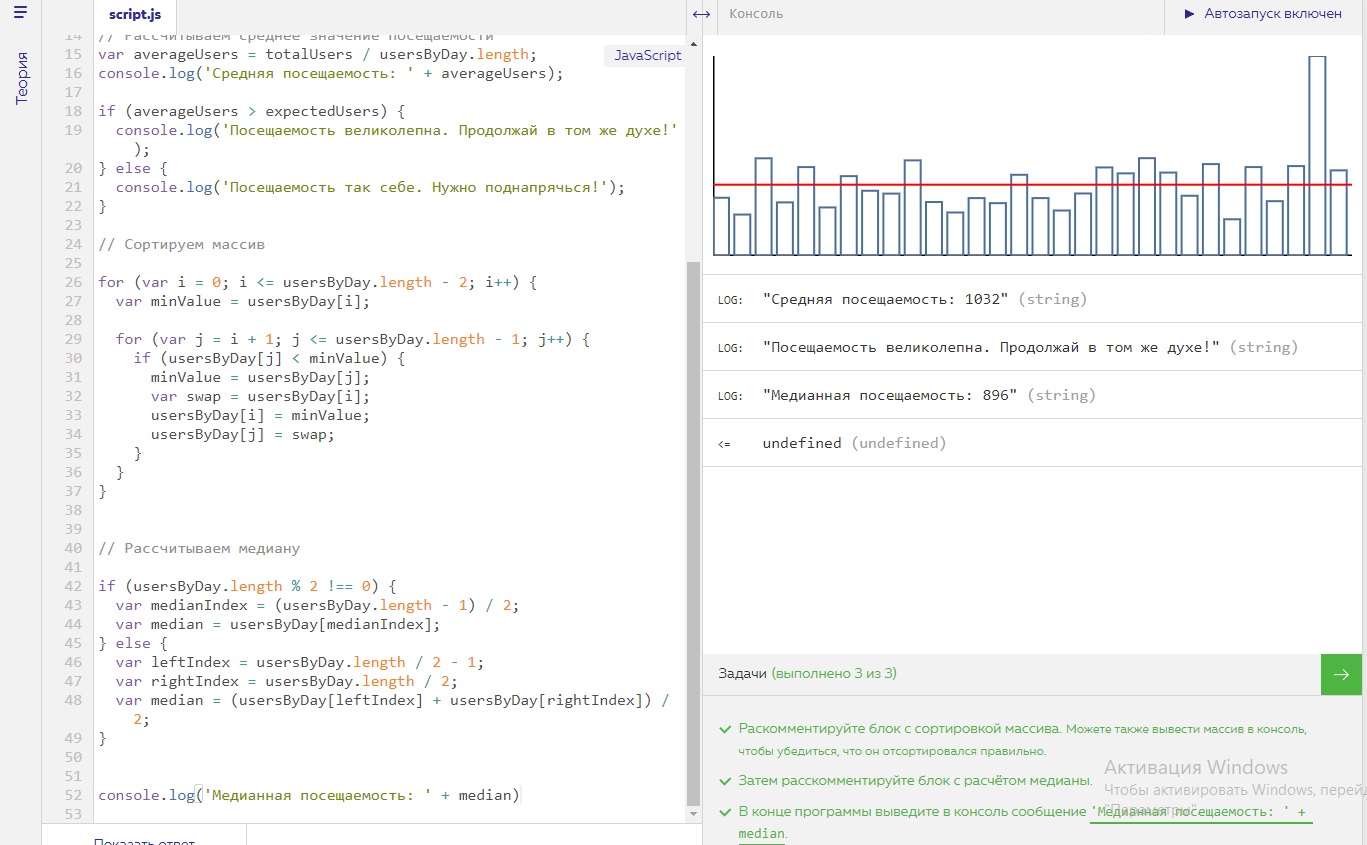 script.js
Консоль
Автозапуск включен
Теория
JavaScript
14 // Рассчитываем среднее значение посещаемости
15 var averageUsers = totalUsers / usersByDay.length;
16 console.log('Средняя посещаемость: ' + averageUsers);
17
18 if (averageUsers > expectedUsers) {
19 console.log('Посещаемость великолепна. Продолжай в том же духе!'
);
20 } else {
21 console.log('Посещаемость так себе. Нужно поднапрячься!');
22 }
23
24 // Сортируем массив
25
26 for (var i = 0; i <= usersByDay.length - 2; i++) {
27 var minValue = usersByDay[i];
28
29 for (var j = i + 1; j <= usersByDay.length - 1; j++) {
30 if (usersByDay[j] < minValue) {
31 minValue = usersByDay[j];
32 var swap = usersByDay[i];
33 usersByDay[i] = minValue;
34 usersByDay[j] = swap;
35 }
36 }
37 }
38
39
40 // Рассчитываем медиану
41
42 if (usersByDay.length % 2 !== 0) {
43 var medianIndex = (usersByDay.length - 1) / 2;
44 var median = usersByDay[medianIndex];
45 } else {
46 var leftIndex = usersByDay.length / 2 - 1;
47 var rightIndex = usersByDay.length / 2;
48 var median = (usersByDay[leftIndex] + usersByDay[rightIndex]) /
2;
49 }
50
51
52 console.log('Медианная посещаемость: ' + median)
53
Показать ответ
LOG: "Средняя посещаемость: 1032" (string)
LOG: "Посещаемость великолепна. Продолжай в том же духе!" (string)
LOG: "Медианная посещаемость: 896" (string)
<= undefined (undefined)
Задачи (выполнено 3 из 3)
Раскомментируйте блок с сортировкой массива. Можете также вывести массив в консоль,
чтобы убедиться, что он отсортировался правильно.
Затем расскомментируйте блок с расчётом медианы.
В конце программы выведите в консоль сообщение 'Медианная посещаемость: ' +
median.
Активация Windows
Чтобы активировать Windows, перейд
"Параметры".